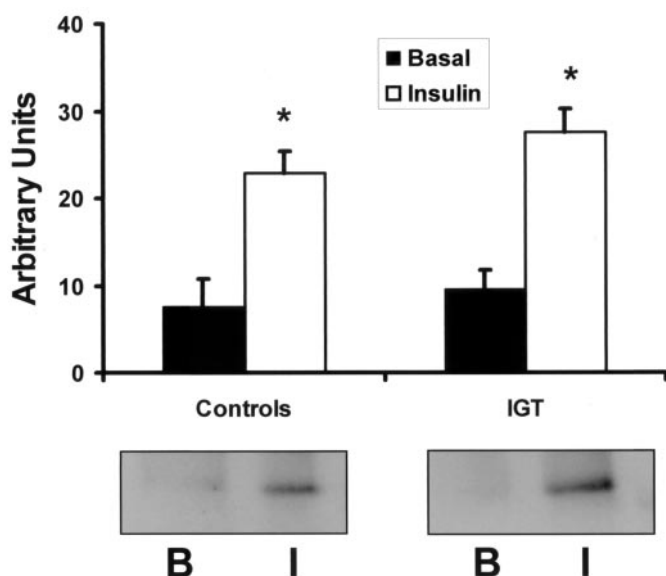 40
30
20
10
0
Arbitrary Units
Basal
Insulin
*
*
Controls IGT
B I B I